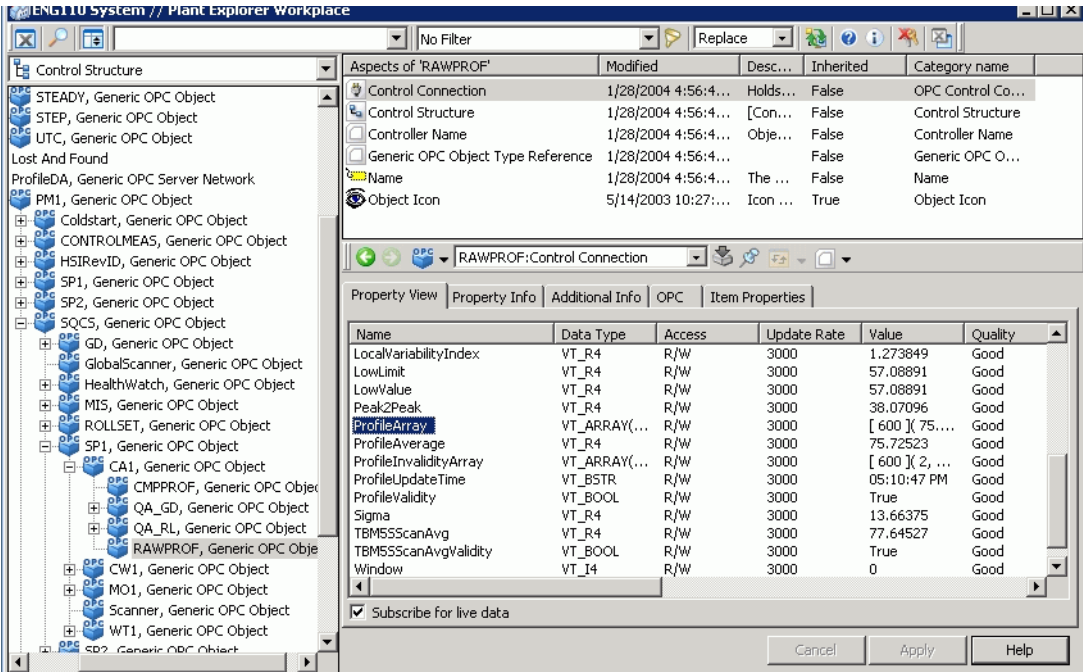 ENG110 System // Plant Explorer Workplace
No Filter
Replace
Control Structure
STEADY, Generic OPC Object
STEP, Generic OPC Object
UTC, Generic OPC Object
Lost And Found
ProfileDA, Generic OPC Server Network
PM1, Generic OPC Object
Coldstart, Generic OPC Object
CONTROLMEAS, Generic OPC Object
HSIRevID, Generic OPC Object
SP1, Generic OPC Object
SP2, Generic OPC Object
SQCS, Generic OPC Object
GD, Generic OPC Object
GlobalScanner, Generic OPC Object
HealthWatch, Generic OPC Object
MIS, Generic OPC Object
ROLLSET, Generic OPC Object
SP1, Generic OPC Object
CA1, Generic OPC Object
CMPPROF, Generic OPC Objec
QA_GD, Generic OPC Object
QA_RL, Generic OPC Object
RAWPROF, Generic OPC Obje
CW1, Generic OPC Object
MO1, Generic OPC Object
Scanner, Generic OPC Object
WT1, Generic OPC Object
SP2, Generic OPC Object
Aspects of 'RAWPROF' Modified Desc... Inherited Category name
Control Connection 1/28/2004 4:56:4... Holds... False OPC Control Co...
Control Structure 1/28/2004 4:56:4... [Con... False Control Structure
Controller Name 1/28/2004 4:56:4... Obje... False Controller Name
Generic OPC Object Type Reference 1/28/2004 4:56:4... False Generic OPC O...
Name 1/28/2004 4:56:4... The ... False Name
Object Icon 5/14/2003 10:27:... Icon ... True Object Icon
RAWPROF:Control Connection
Property View Property Info Additional Info OPC Item Properties
Name Data Type Access Update Rate Value Quality
LocalVariabilityIndex VT_R4 R/W 3000 1.273849 Good
LowLimit VT_R4 R/W 3000 57.08891 Good
LowValue VT_R4 R/W 3000 57.08891 Good
Peak2Peak VT_R4 R/W 3000 38.07096 Good
ProfileArray VT_ARRAY(... R/W 3000 [ 600 ]( 75.... Good
ProfileAverage VT_R4 R/W 3000 75.72523 Good
ProfileInvalidityArray VT_ARRAY(... R/W 3000 [ 600 ]( 2, ... Good
ProfileUpdateTime VT_BSTR R/W 3000 05:10:47 PM Good
ProfileValidity VT_BOOL R/W 3000 True Good
Sigma VT_R4 R/W 3000 13.66375 Good
TBM5SScanAvg VT_R4 R/W 3000 77.64527 Good
TBM5SScanAvgValidity VT_BOOL R/W 3000 True Good
Window VT_I4 R/W 3000 0 Good
Subscribe for live data
Cancel Apply Help